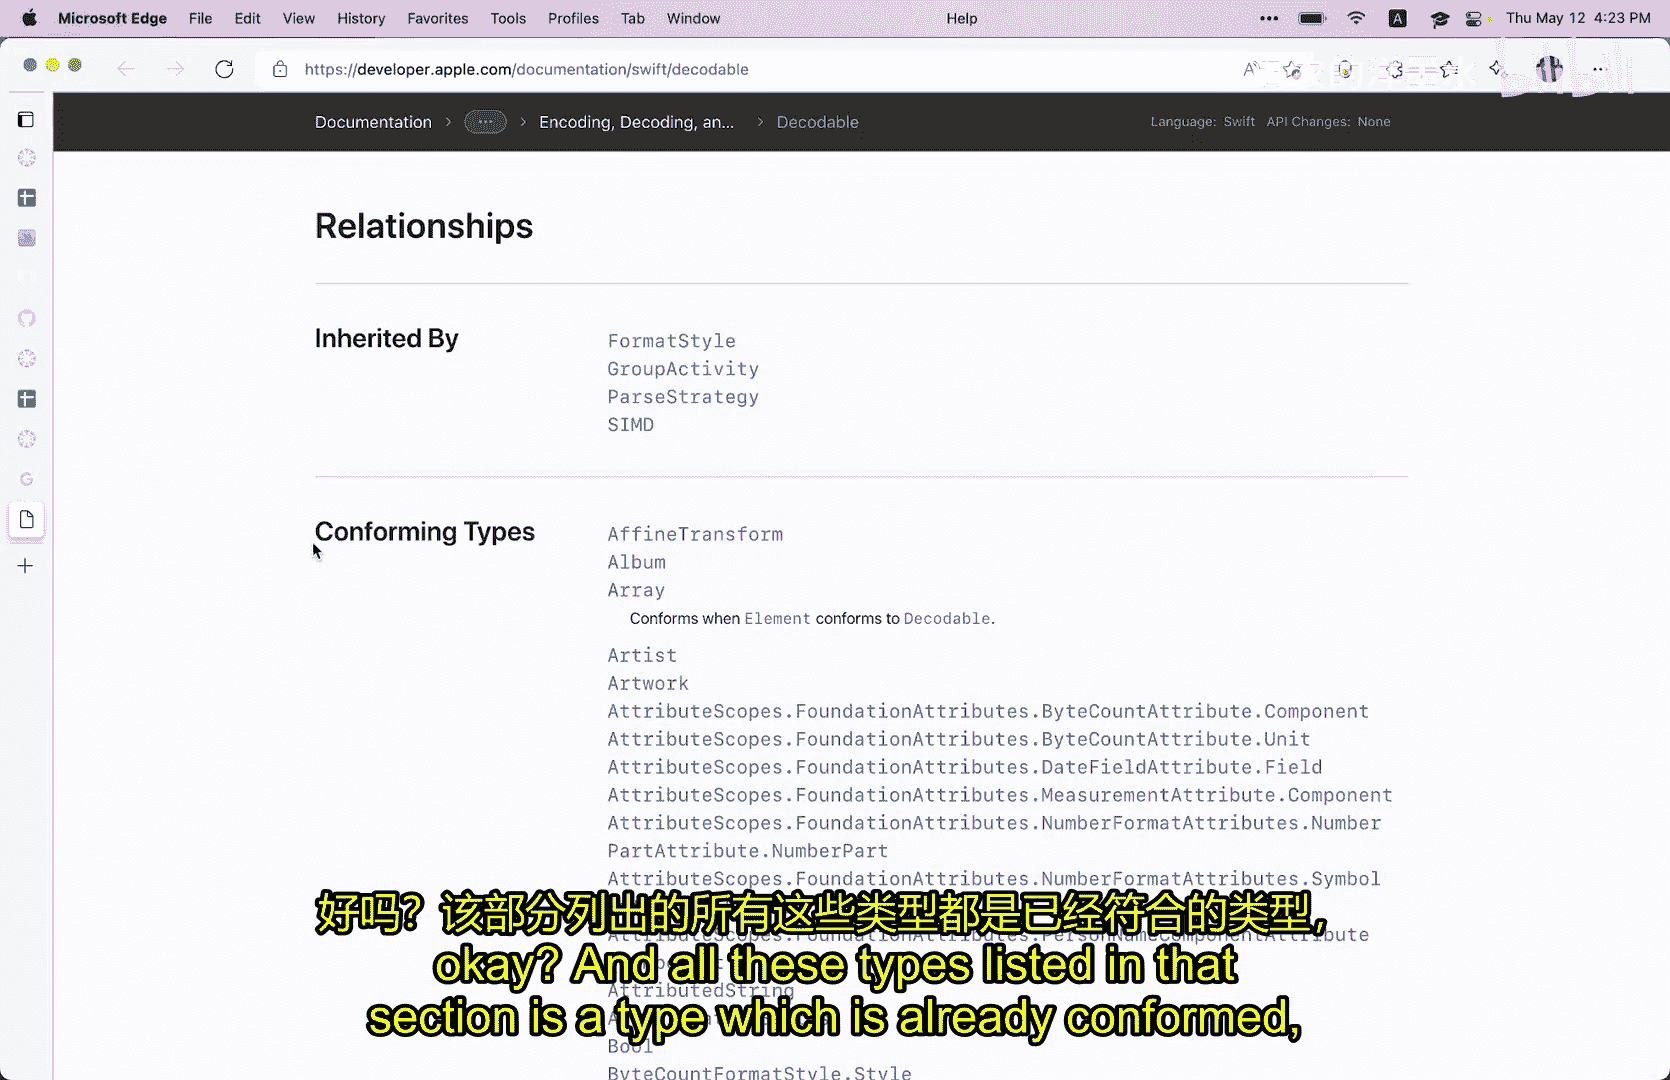 Microsoft Edge File Edit View History Favorites Tools Profiles Tab Window Help A Thu May 12 4:23 PM
https://developer.apple.com/documentation/swift/decodable
Documentation > ··· > Encoding, Decoding, an... > Decodable Language: Swift API Changes: None
Relationships
Inherited By
FormatStyle
GroupActivity
ParseStrategy
SIMD
Conforming Types
AffineTransform
Album
Array
Conforms when Element conforms to Decodable.
Artist
Artwork
AttributeScopes.FoundationAttributes.ByteCountAttribute.Component
AttributeScopes.FoundationAttributes.ByteCountAttribute.Unit
AttributeScopes.FoundationAttributes.DateFieldAttribute.Field
AttributeScopes.FoundationAttributes.MeasurementAttribute.Component
AttributeScopes.FoundationAttributes.NumberFormatAttributes.Number
PartAttribute.NumberPart
AttributeScopes.FoundationAttributes.NumberFormatAttributes.Symbol
好吗？该部分列出的所有这些类型都是已经符合的类型,
AttributeScopes.FoundationAttributes.PersonNameComponentAttribute
okay? And all these types listed in that
AttributedString
section is a type which is already conformed,
Bool
ByteCountFormatStyle.Style